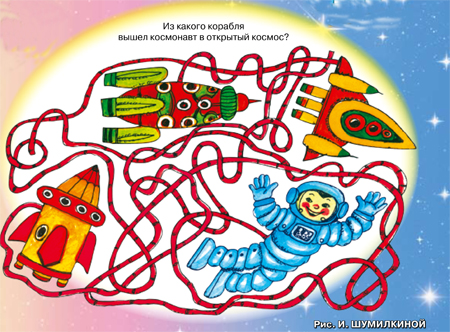 Из какого корабля
вышел космонавт в открытый космос?
Рис. И. ШУМИЛКИНОЙ